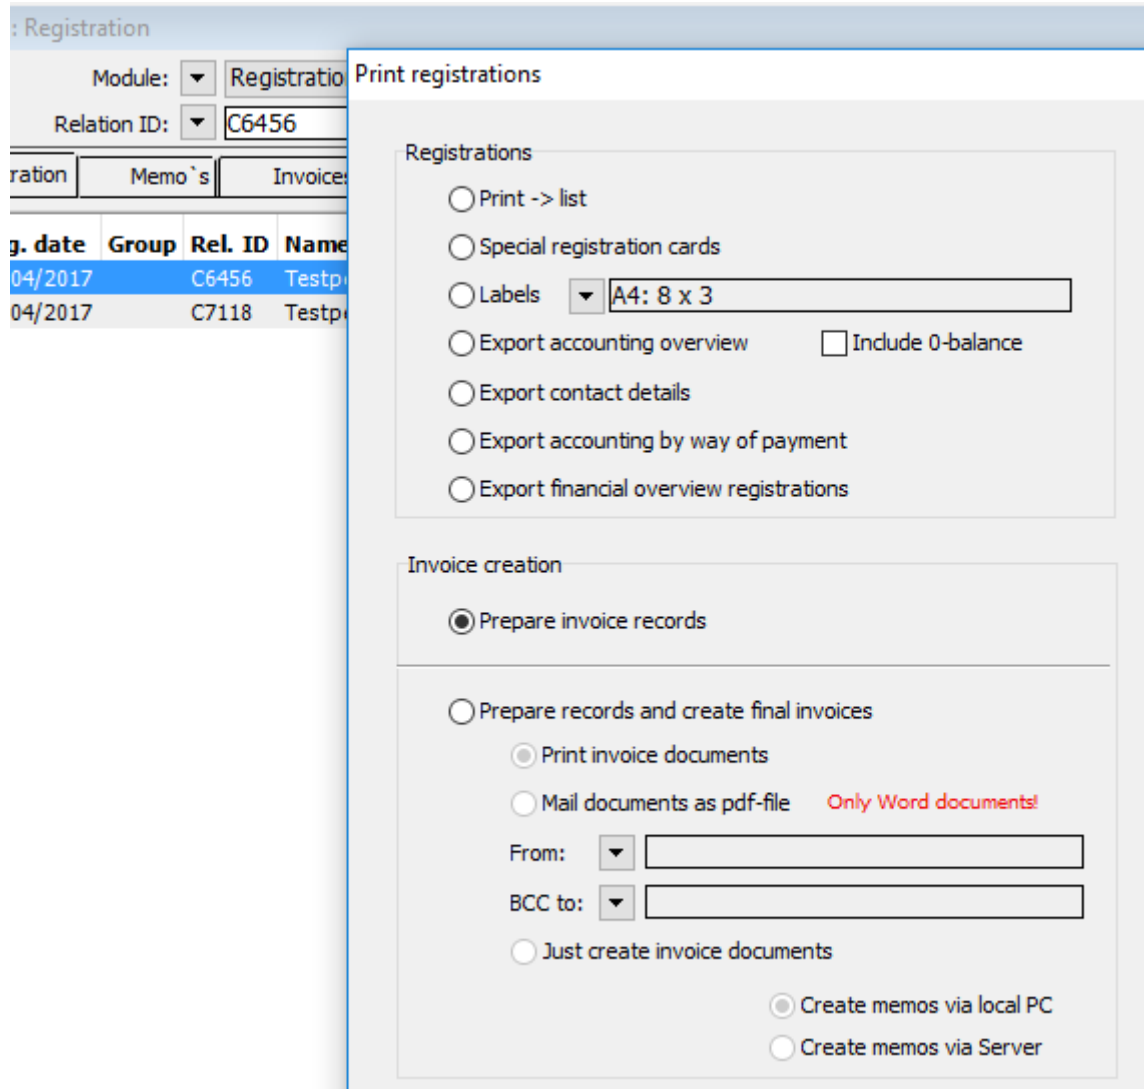 : Registration
Module: Registratio
Relation ID: C6456
ration Memo`s Invoice
g. date Group Rel. ID Name
04/2017 C6456 Testp
04/2017 C7118 Testp
Print registrations
Registrations
Print -> list
Special registration cards
Labels A4: 8 x 3
Export accounting overview Include 0-balance
Export contact details
Export accounting by way of payment
Export financial overview registrations
Invoice creation
Prepare invoice records
Prepare records and create final invoices
Print invoice documents
Mail documents as pdf-file Only Word documents!
From:
BCC to:
Just create invoice documents
Create memos via local PC
Create memos via Server